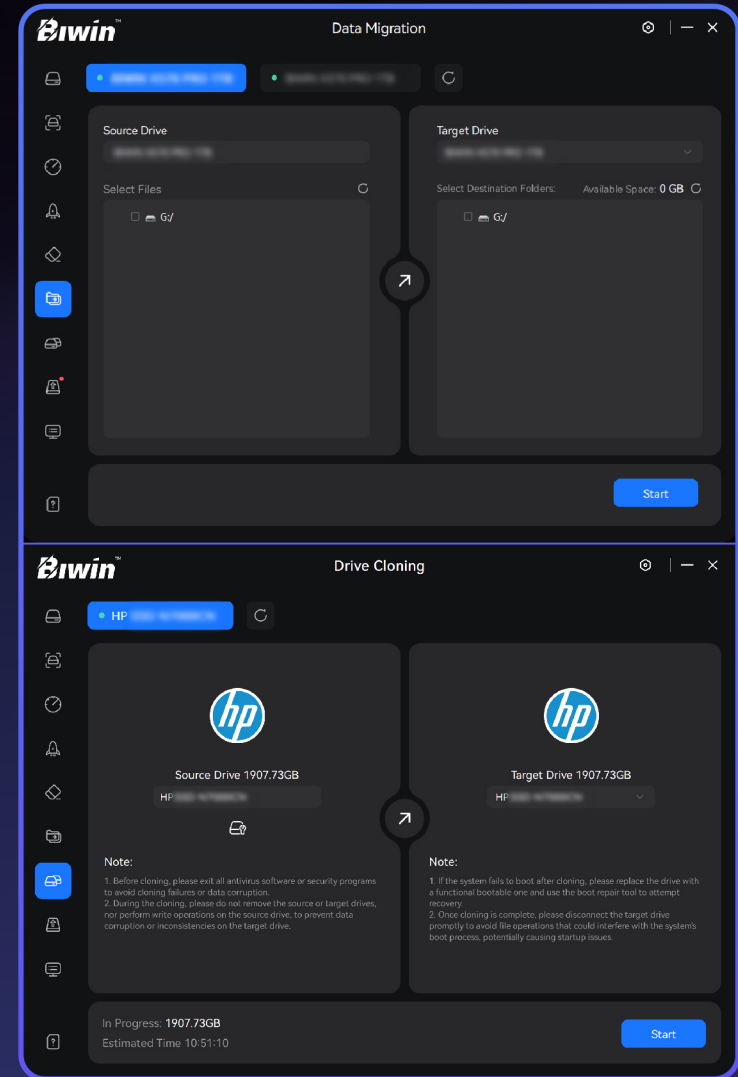 Biwin™
Data Migration
Source Drive
Target Drive
Select Files
Select Destination Folders:
Available Space: 0 GB
G:/
G:/
Start
Biwin™
Drive Cloning
HP
hp
hp
Source Drive 1907.73GB
Target Drive 1907.73GB
HP
HP
Note:
1. Before cloning, please exit all antivirus software or security programs
to avoid cloning failures or data corruption.
2. During the cloning, please do not remove the source or target drives,
nor perform write operations on the source drive, to prevent data
corruption or inconsistencies on the target drive.
Note:
1. If the system fails to boot after cloning, please replace the drive with
a functional bootable one and use the boot repair tool to attempt
recovery.
2. Once cloning is complete, please disconnect the target drive
promptly to avoid file operations that could interfere with the system's
boot process, potentially causing startup issues.
In Progress: 1907.73GB
Estimated Time 10:51:10
Start